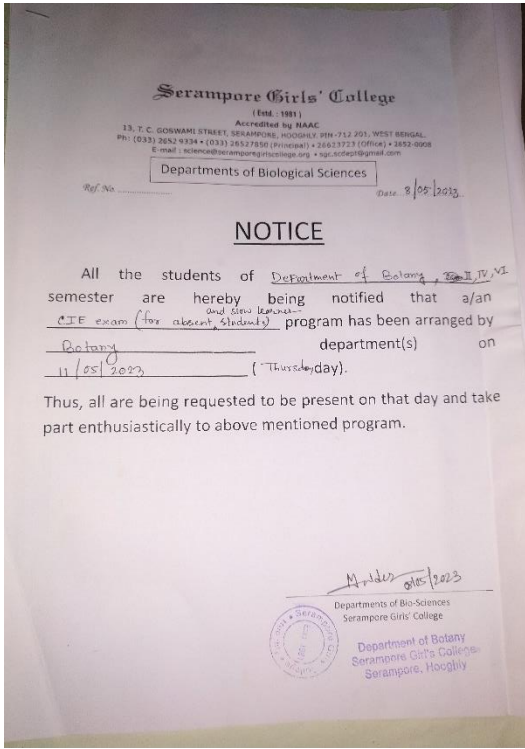 Serampore Girls' College
( Estd. : 1981 )
Accredited by NAAC
13, T. C. GOSWAMI STREET, SERAMPORE, HOOGHLY, PIN-712 201, WEST BENGAL.
Ph: (033) 2652 9334 • (033) 26527850 (Principal) • 26623723 (Office) • 2652-0008
E-mail : science@seramporegirlscollege.org • sgc.scdept@gmail.com
Departments of Biological Sciences
Ref. No. ............... Date. 8/05/2023
NOTICE
All the students of Department of Botany, II, IV, VI
semester are hereby being notified that a/an
and slow learner
CIE exam (for absent students) program has been arranged by
Botany department(s) on
11/05/2023 (Thursdayday).
Thus, all are being requested to be present on that day and take
part enthusiastically to above mentioned program.
08/05/2023
Departments of Bio-Sciences
Serampore Girls' College
Department of Botany
Serampore Girl's College
Serampore, Hooghly